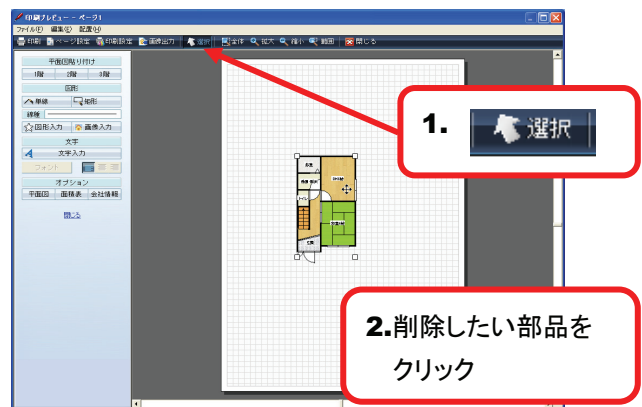 印刷プレビュー - ページ1
ファイル(F) 編集(E) 配置(H)
印刷 ページ設定 印刷設定 画像出力 選択 全体 拡大 縮小 範囲 閉じる
平面図貼り付け
1階 2階 3階
図形
単線 矩形
線種
図形入力 画像入力
文字
文字入力
フォント
オプション
平面図 面積表 会社情報
閉じる
1. 選択
トイレ
玄関
2.削除したい部品を
クリック